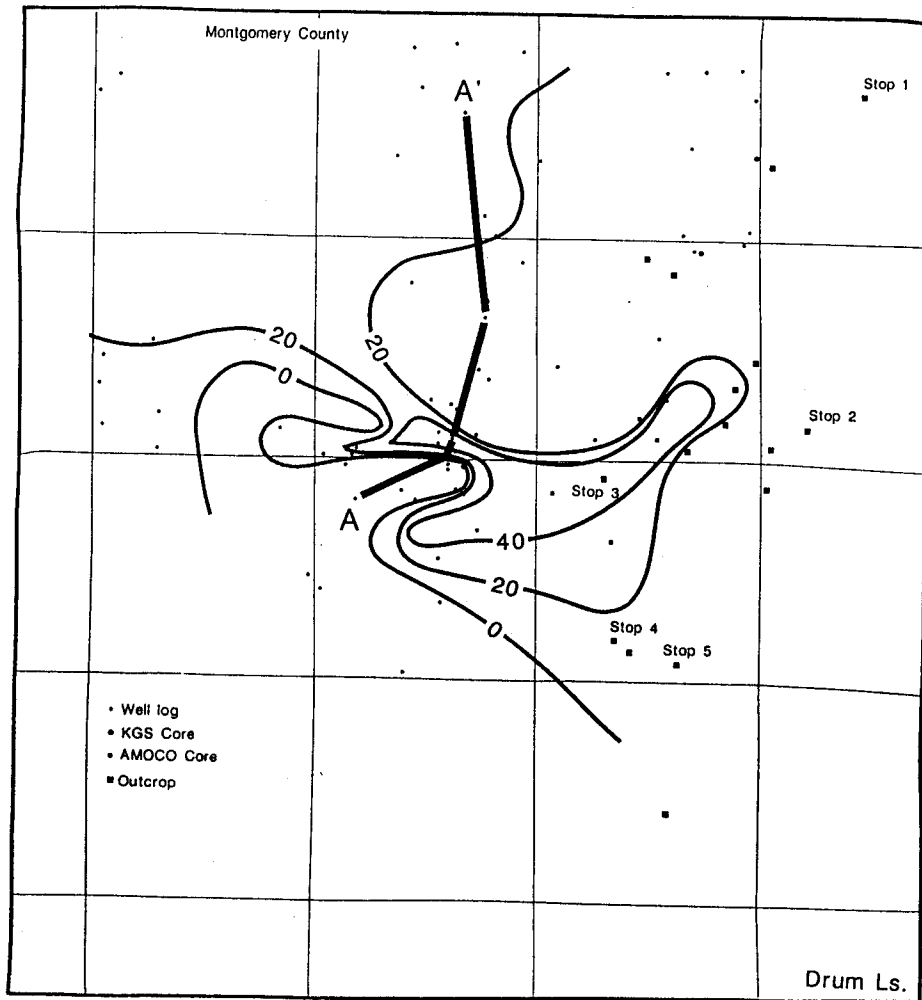 Montgomery County
Stop 1
A'
20
20
0
Stop 2
Stop 3
A
40
20
0
Stop 4
Stop 5
Well log
KGS Core
AMOCO Core
Outcrop
Drum Ls.